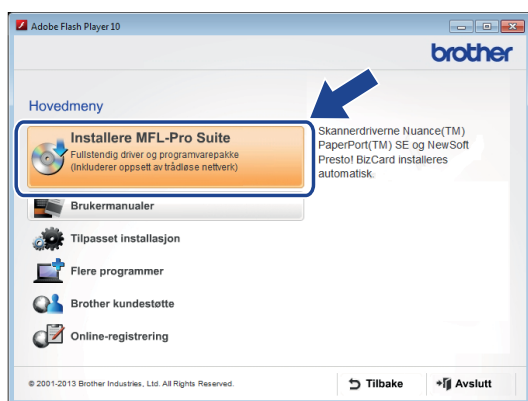 Adobe Flash Player 10
brother
Hovedmeny
Installere MFL-Pro Suite
Fullstendig driver og programvarepakke
(Inkluderer oppsett av trådløse nettverk)
Skannerdriverne Nuance(TM)
PaperPort(TM) SE og NewSoft
Presto! BizCard installeres
automatisk.
Brukermanualer
Tilpasset installasjon
Flere programmer
Brother kundestøtte
Online-registrering
© 2001-2013 Brother Industries, Ltd. All Rights Reserved.
Tilbake
Avslutt